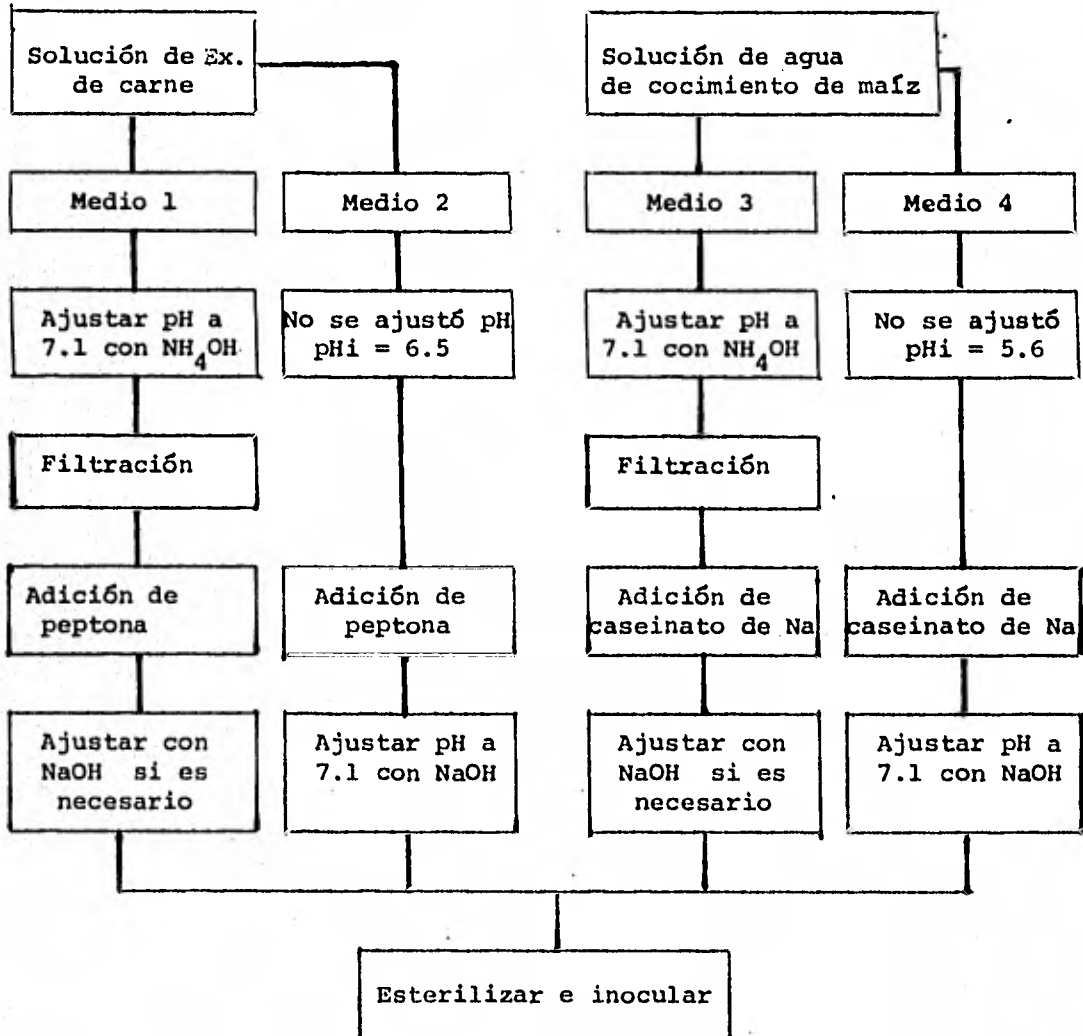 Solución de Ex.
de carne
Solución de agua
de cocimiento de maíz
Medio 1
Medio 2
Medio 3
Medio 4
Ajustar pH a
7.1 con NH4OH
No se ajustó pH
pHi = 6.5
Ajustar pH a
7.1 con NH4OH
No se ajustó
pHi = 5.6
Filtración
Filtración
Adición de
peptona
Adición de
peptona
Adición de
caseinato de Na
Adición de
caseinato de Na
Ajustar con
NaOH si es
necesario
Ajustar pH a
7.1 con NaOH
Ajustar con
NaOH si es
necesario
Ajustar pH a
7.1 con NaOH
Esterilizar e inocular